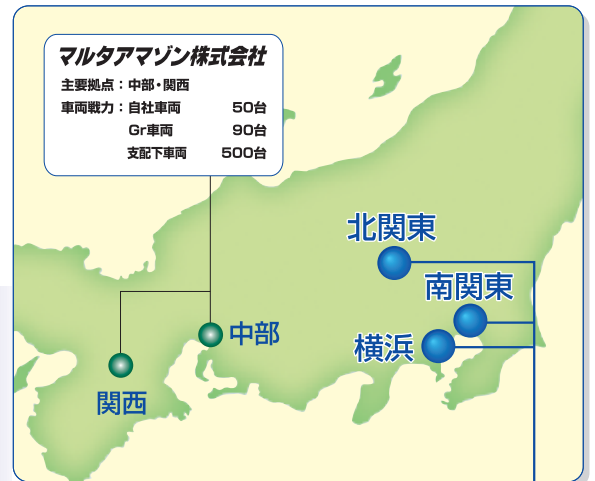 マルタアマゾン株式会社
主要拠点：中部・関西
車両戦力：自社車両 50台
Gr車両 90台
支配下車両 500台
北関東
南関東
横浜
中部
関西